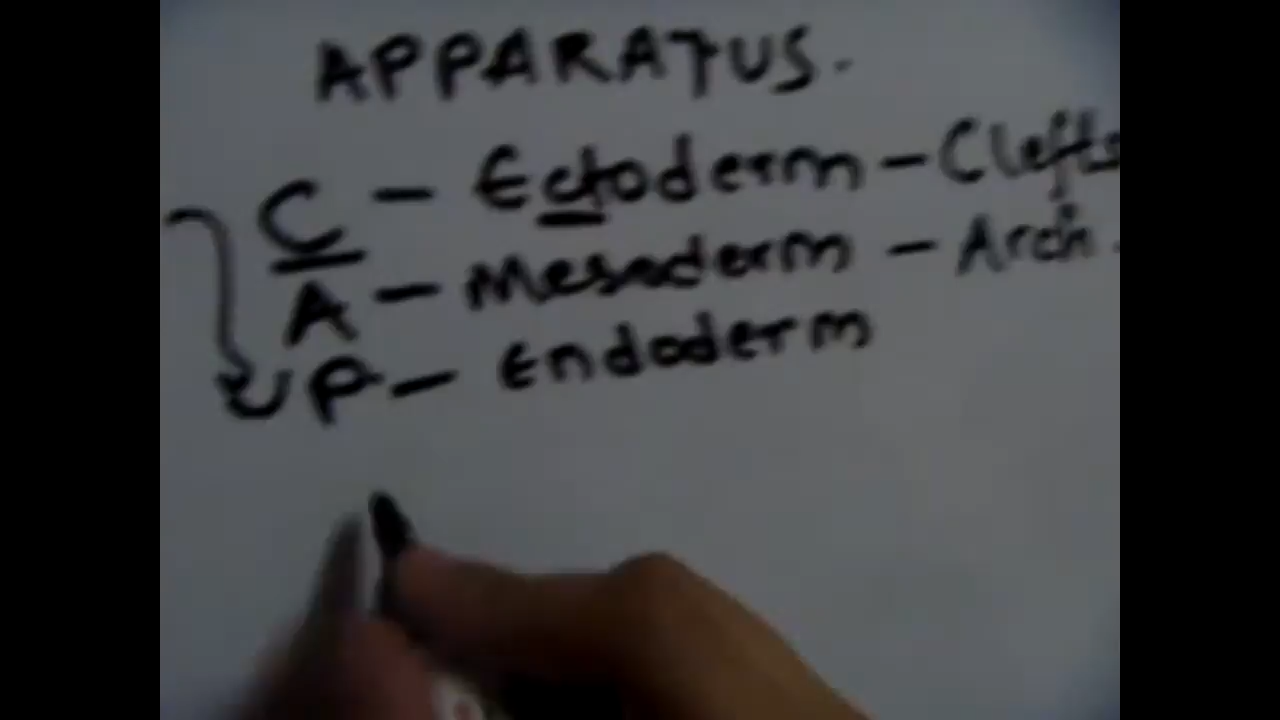 APPARATUS.
C - Ectoderm - Clefts
A - Mesoderm - Arch.
P - Endoderm